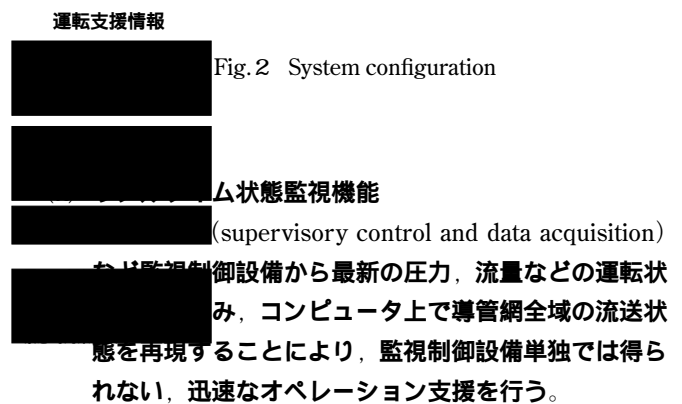 運転支援情報
Fig. 2 System configuration
ム状態監視機能
(supervisory control and data acquisition)
御設備から最新の圧力，流量などの運転状
み，コンピュータ上で導管網全域の流送状
態を再現することにより，監視制御設備単独では得ら
れない，迅速なオペレーション支援を行う。